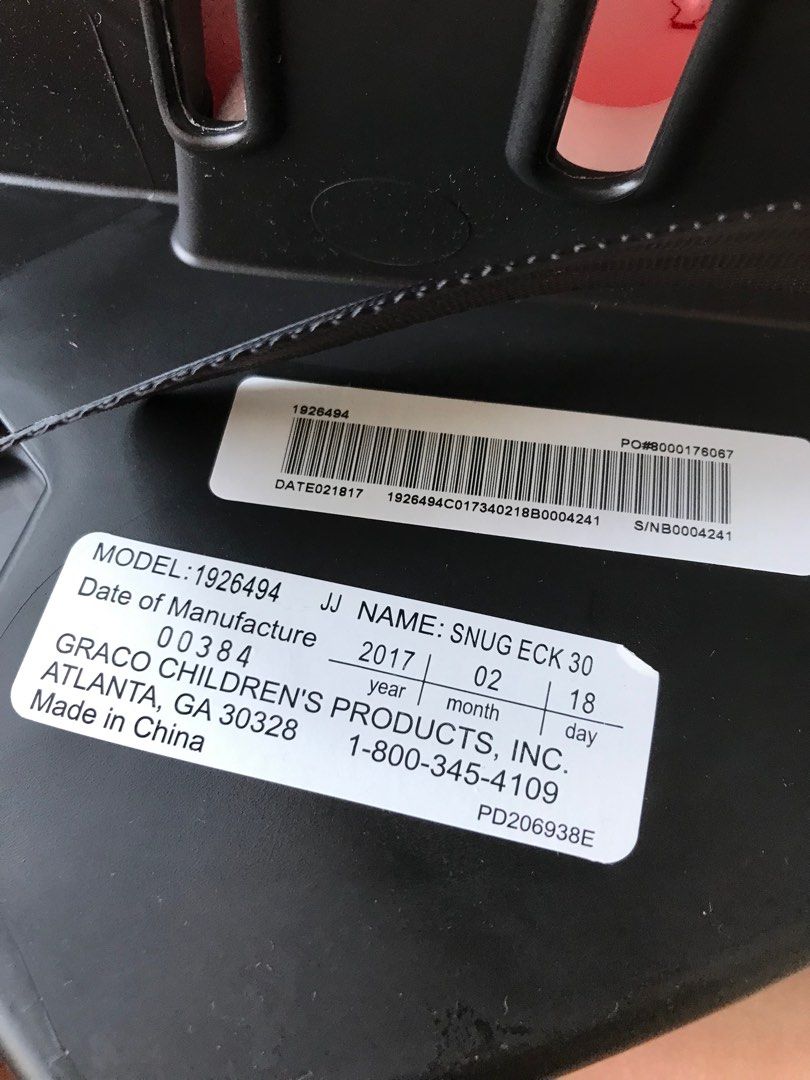 1926494
PO#8000176067
DATE021817 1926494C017340218B0004241 S/NB0004241
MODEL:1926494 JJ NAME: SNUG ECK 30
Date of Manufacture 2017 02 18
00384 year month day
GRACO CHILDREN'S PRODUCTS, INC.
ATLANTA, GA 30328 1-800-345-4109
Made in China
PD206938E